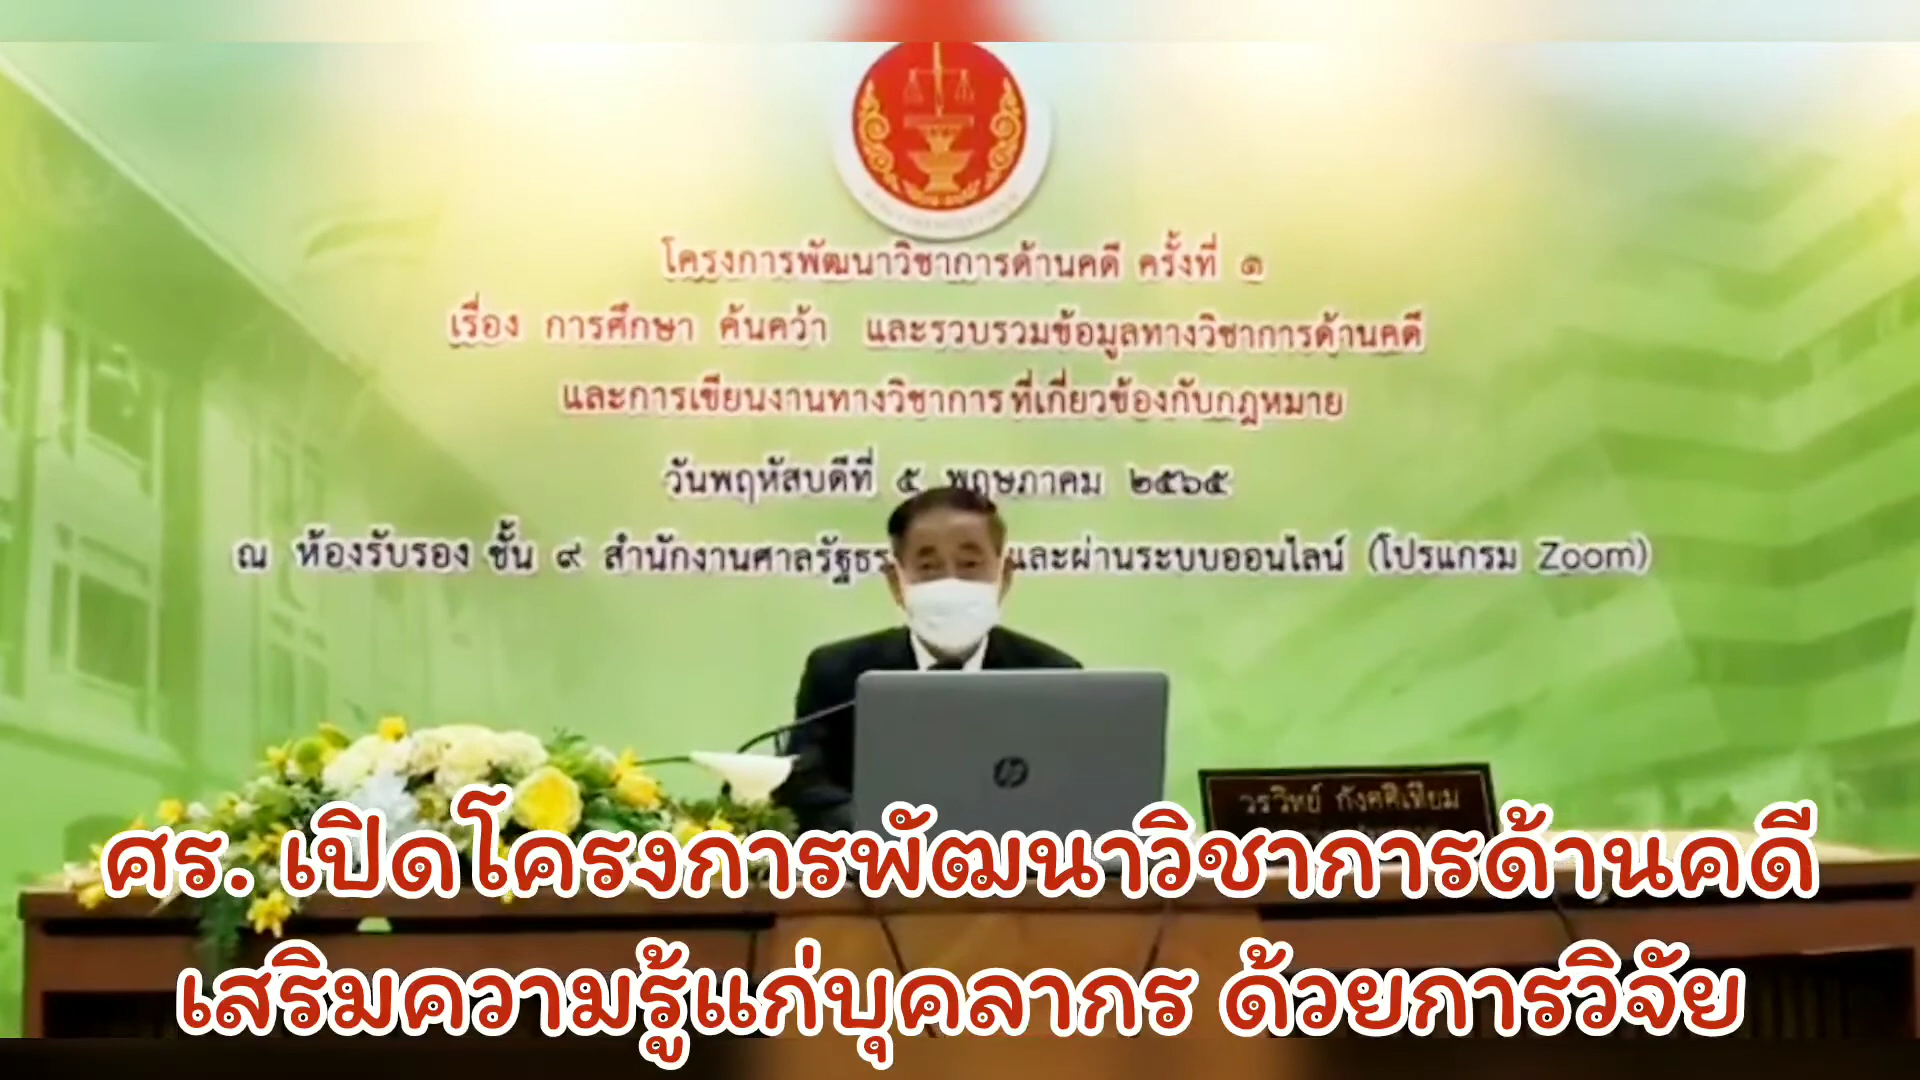 โครงการพัฒนาวิชาการด้านคดี ครั้งที่ ๑
เรื่อง การศึกษา ค้นคว้า และรวบรวมข้อมูลทางวิชาการด้านคดี
และการเขียนงานทางวิชาการที่เกี่ยวข้องกับกฎหมาย
วันพฤหัสบดีที่ ๕ พฤษภาคม ๒๕๖๕
ณ ห้องรับรอง ชั้น ๙ สำนักงานศาลรัฐธร และผ่านระบบออนไลน์ (โปรแกรม Zoom)
hp
วรวิทย์ กังศศิเทียม
ศร. เปิดโครงการพัฒนาวิชาการด้านคดี
เสริมความรู้แก่บุคลากร ด้วยการวิจัย